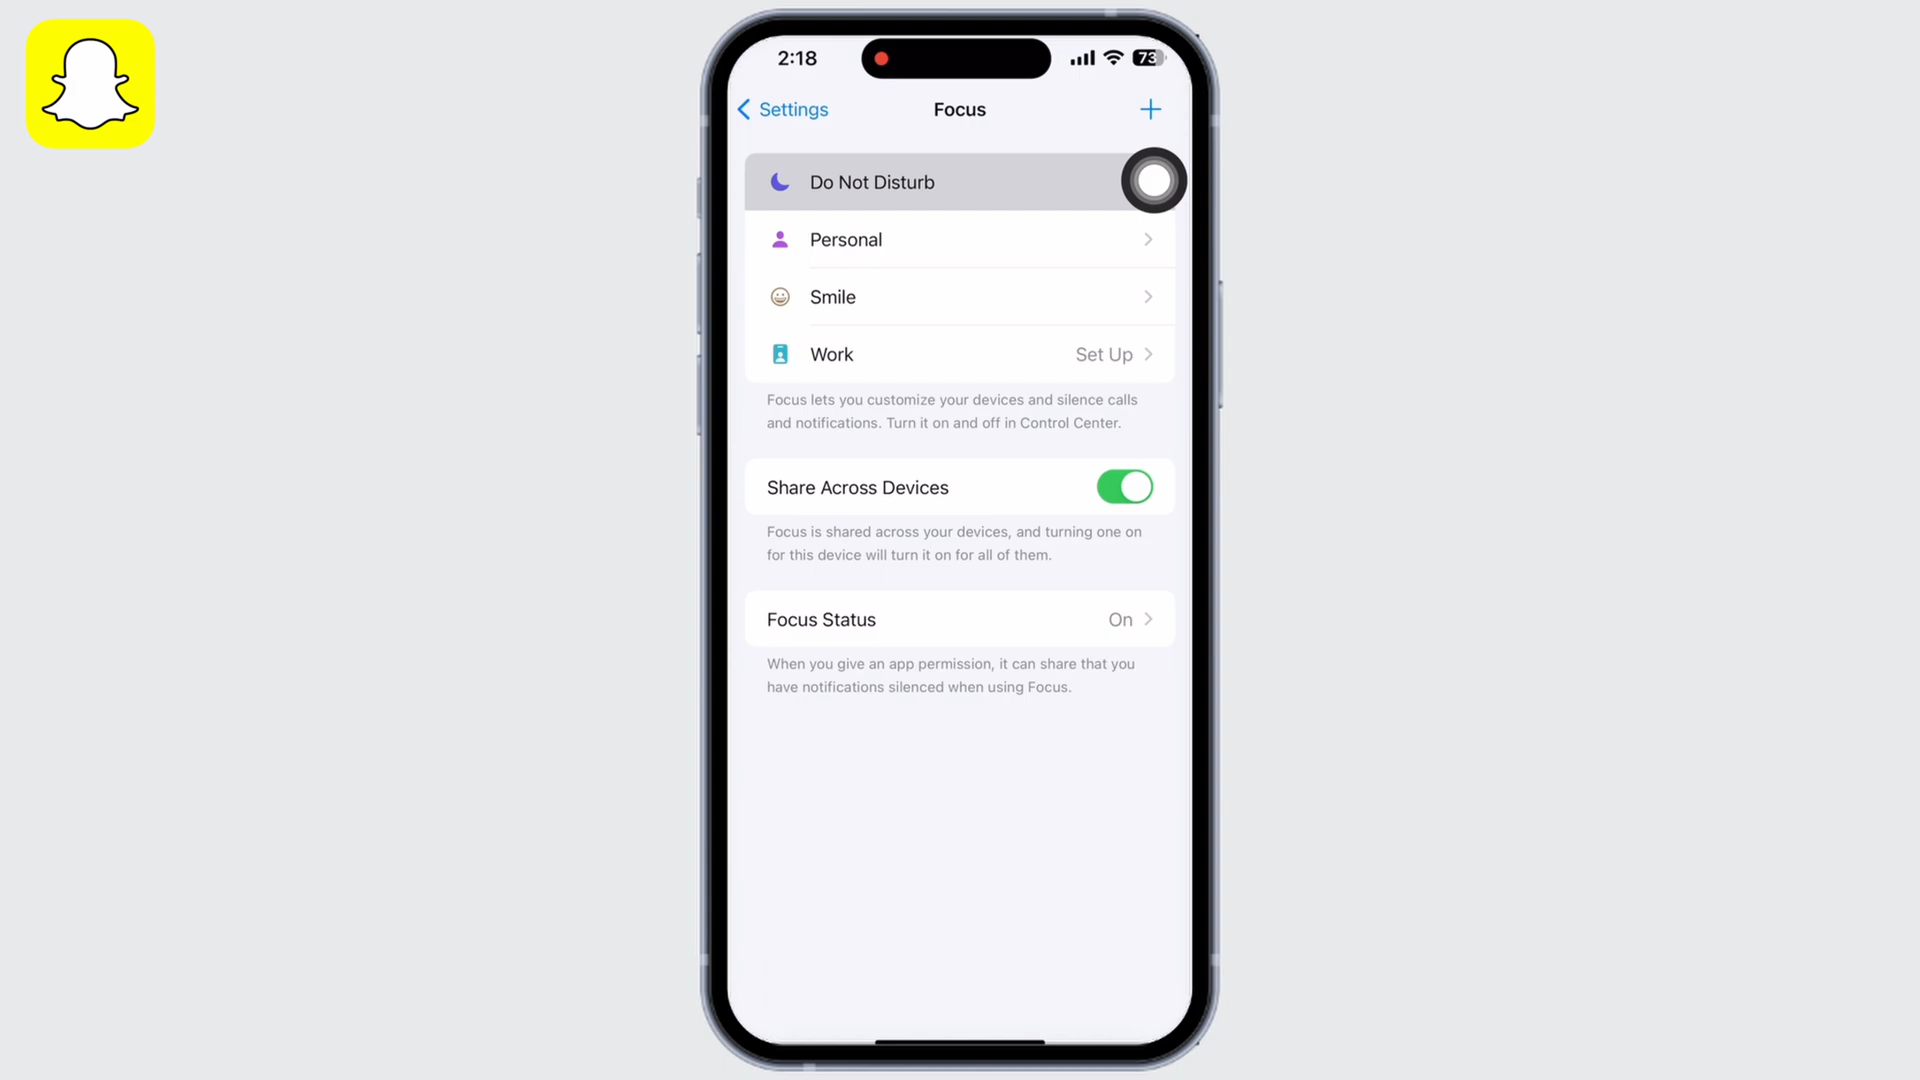 2:18
73
Settings
Focus
Do Not Disturb
Personal
Smile
Work
Set Up
Focus lets you customize your devices and silence calls
and notifications. Turn it on and off in Control Center.
Share Across Devices
Focus is shared across your devices, and turning one on
for this device will turn it on for all of them.
Focus Status
On
When you give an app permission, it can share that you
have notifications silenced when using Focus.